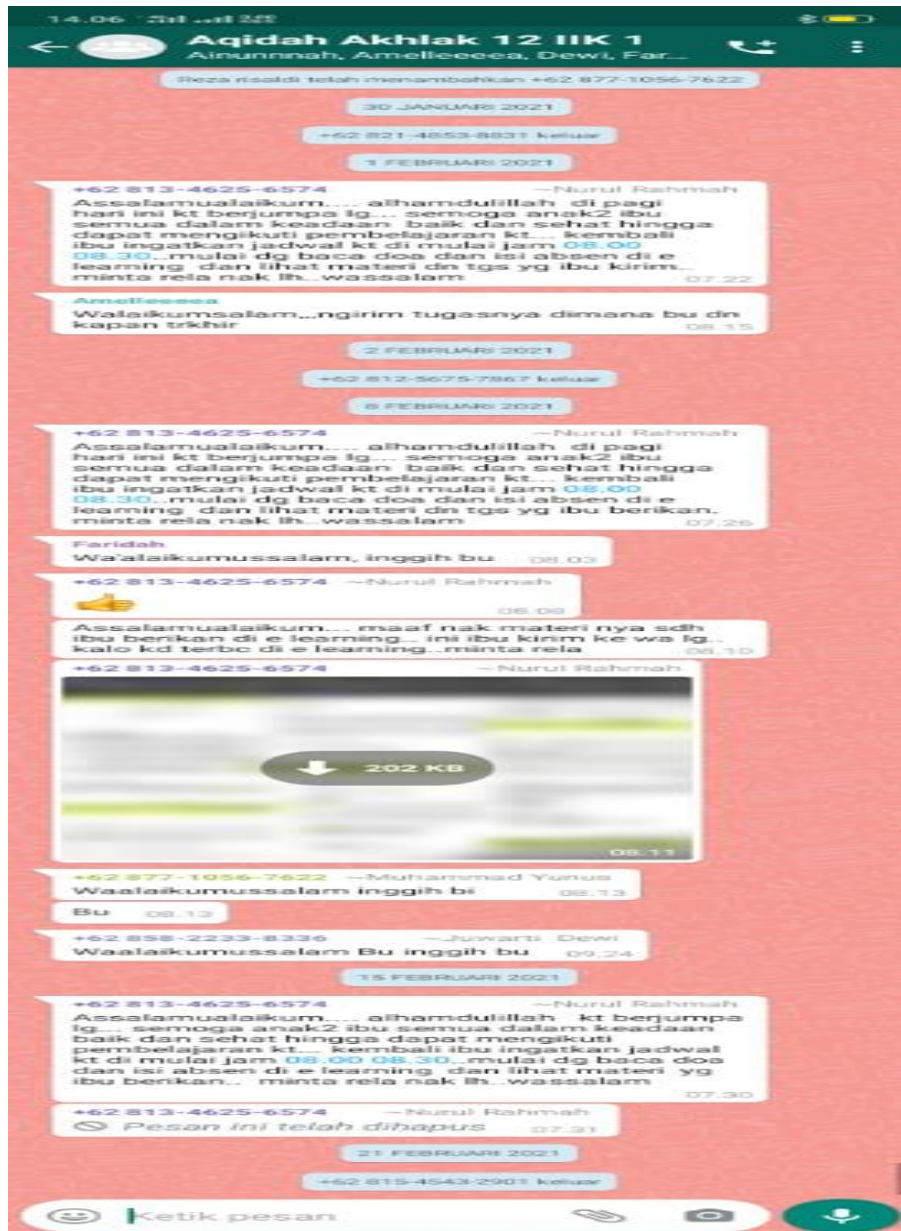 14.06
Aqidah Akhlak 12 IIK 1
Ainunnnah, Amelleeeea, Dewi, Far...
Reza risaldi telah menambahkan +62 877-1056-7622
30 JANUARI 2021
+62 821-4853-8831 keluar
1 FEBRUARI 2021
+62 813-4625-6574 ~Nurul Rahmah
Assalamualaikum.... alhamdulillah di pagi
hari ini kt berjumpa lg... semoga anak2 ibu
semua dalam keadaan baik dan sehat hingga
dapat mengikuti pembelajaran kt... kembali
ibu ingatkan jadwal kt di mulai jam 08.00
08.30..mulai dg baca doa dan isi absen di e
learning dan lihat materi dn tgs yg ibu kirim..
minta rela nak lh..wassalam 07.22
Amelleeeea
Walaikumsalam,,,ngirim tugasnya dimana bu dn
kapan trkhir 08.15
2 FEBRUARI 2021
+62 812-5675-7867 keluar
8 FEBRUARI 2021
+62 813-4625-6574 ~Nurul Rahmah
Assalamualaikum.... alhamdulillah di pagi
hari ini kt berjumpa lg... semoga anak2 ibu
semua dalam keadaan baik dan sehat hingga
dapat mengikuti pembelajaran kt... kembali
ibu ingatkan jadwal kt di mulai jam 08.00
08.30..mulai dg baca doa dan isi absen di e
learning dan lihat materi dn tgs yg ibu berikan.
minta rela nak lh..wassalam 07.26
Faridah
Wa'alaikumussalam, inggih bu 08.03
+62 813-4625-6574 ~Nurul Rahmah
👍
08.09
Assalamualaikum.... maaf nak materi nya sdh
ibu berikan di e learning.. ini ibu kirim ke wa lg..
kalo kd terbc di e learning..minta rela 08.10
+62 813-4625-6574 ~Nurul Rahmah
202 KB
08.11
+62 877-1056-7622 ~Muhammad Yunus
Waalaikumussalam inggih bi 08.13
Bu 08.13
+62 858-2233-8336 ~Juwarti Dewi
Waalaikumussalam Bu inggih bu 09.24
15 FEBRUARI 2021
+62 813-4625-6574 ~Nurul Rahmah
Assalamualaikum.... alhamdulillah kt berjumpa
lg... semoga anak2 ibu semua dalam keadaan
baik dan sehat hingga dapat mengikuti
pembelajaran kt... kembali ibu ingatkan jadwal
kt di mulai jam 08.00 08.30..mulai dg baca doa
dan isi absen di e learning dan lihat materi yg
ibu berikan.. minta rela nak lh..wassalam
07.30
+62 813-4625-6574 ~Nurul Rahmah
Pesan ini telah dihapus 07.31
21 FEBRUARI 2021
+62 815-4543-2901 keluar
Ketik pesan